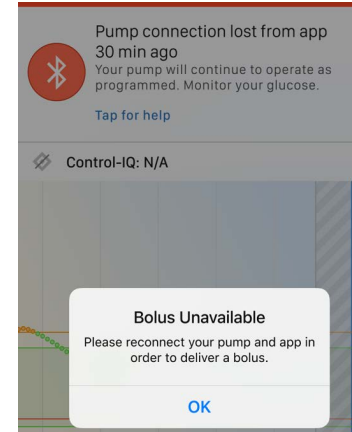 Pump connection lost from app
30 min ago
Your pump will continue to operate as
programmed. Monitor your glucose.
Tap for help
Control-IQ: N/A
Bolus Unavailable
Please reconnect your pump and app in
order to deliver a bolus.
OK